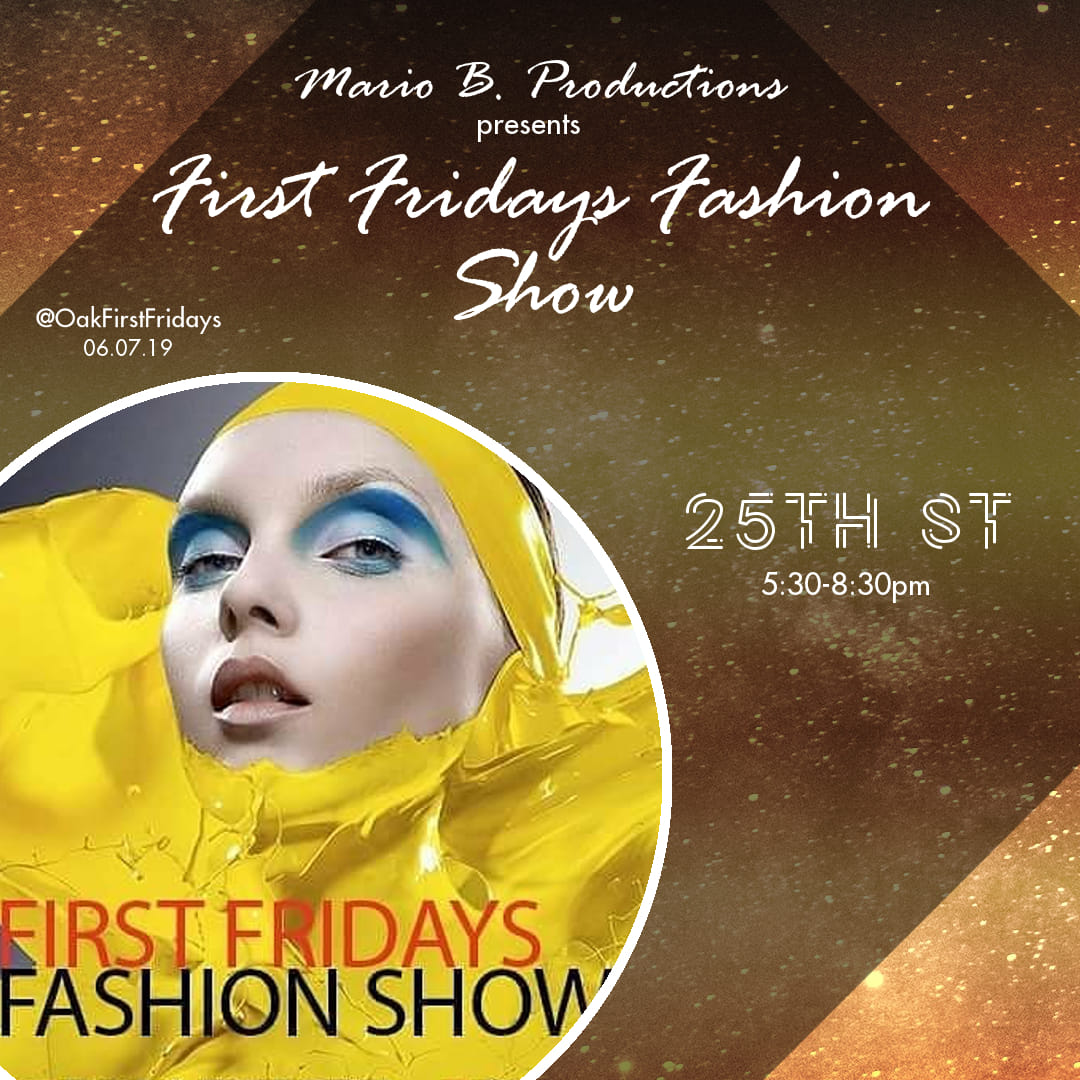 Mario B. Productions
presents
First Fridays Fashion
Show
@OakFirstFridays
06.07.19
25TH ST
5:30-8:30pm
FIRST FRIDAYS
FASHION SHOW